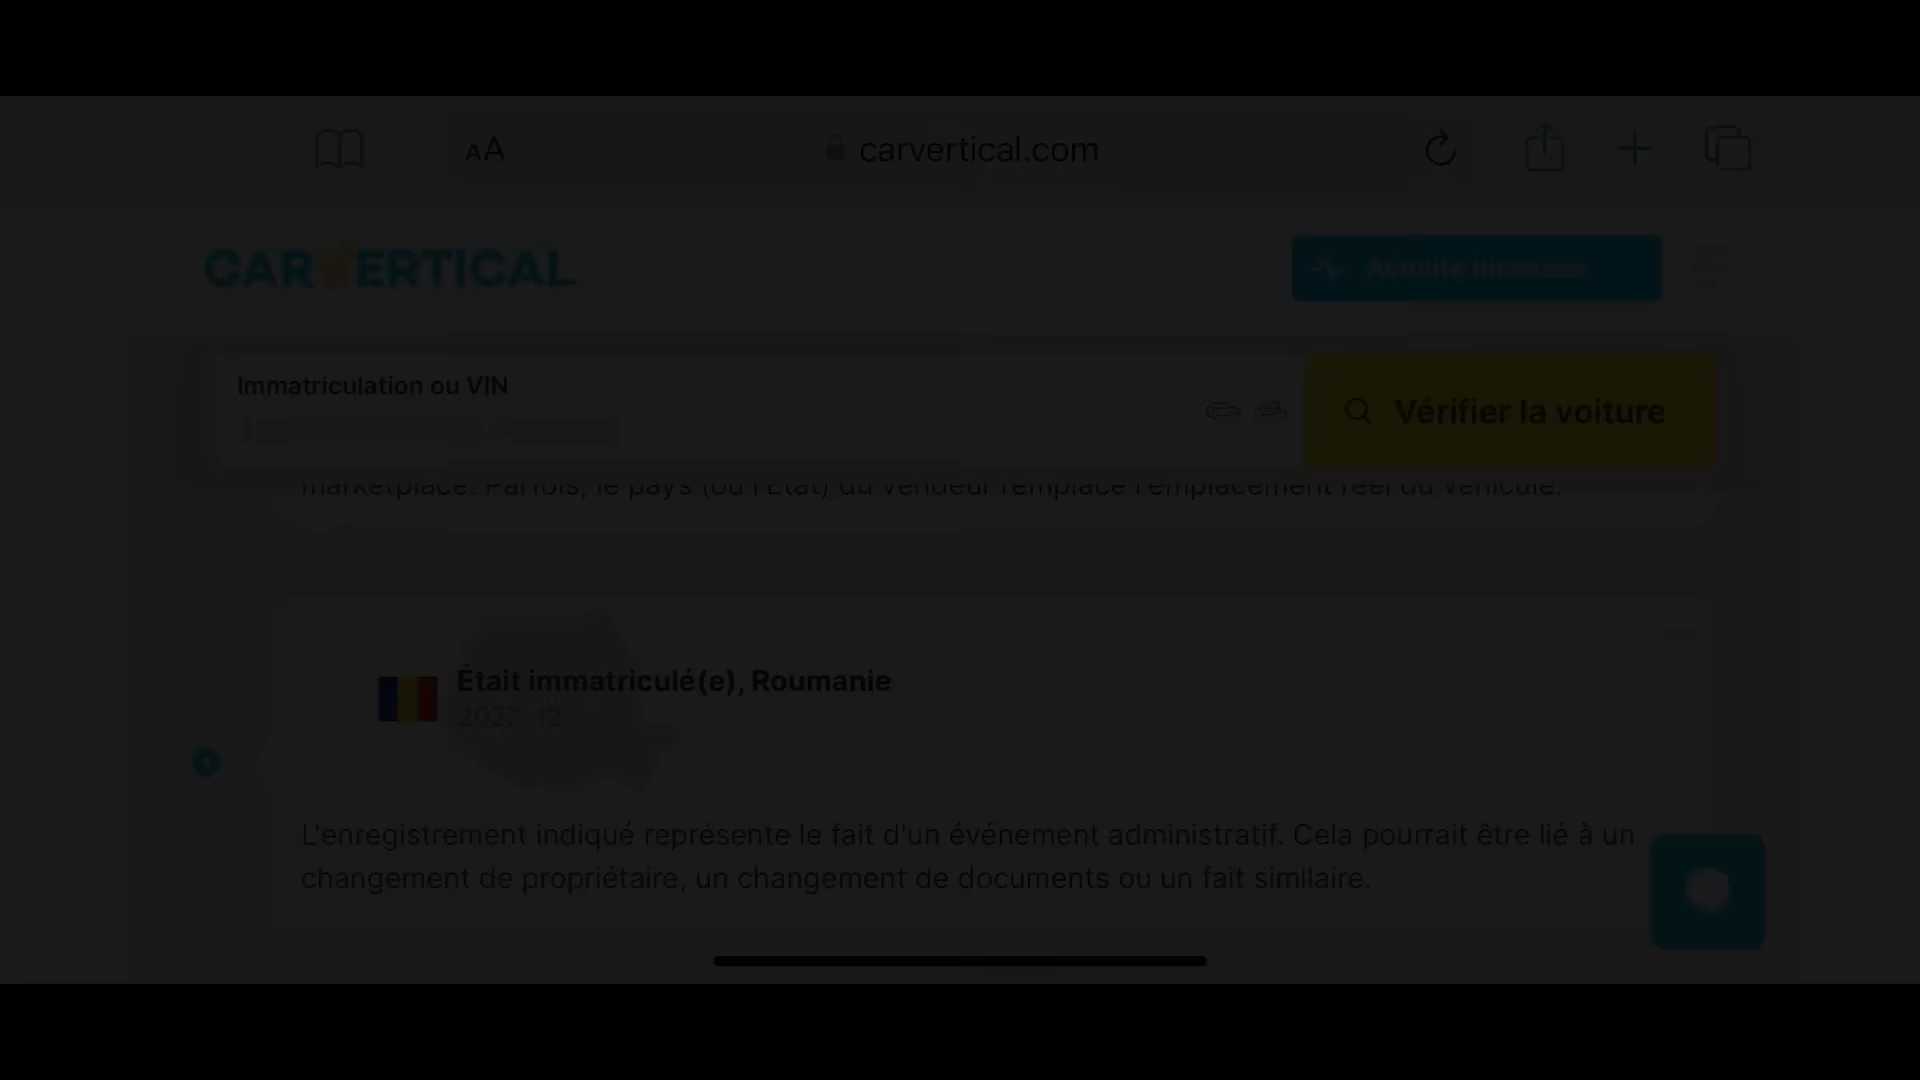 AA
carvertical.com
CARVERTICAL
Immatriculation ou VIN
Vérifier la voiture
marketplace. Parfois, le pays (ou l'État) du vendeur remplace l'emplacement réel du véhicule.
Était immatriculé(e), Roumanie
L'enregistrement indiqué représente le fait d'un événement administratif. Cela pourrait être lié à un
changement de propriétaire, un changement de documents ou un fait similaire.